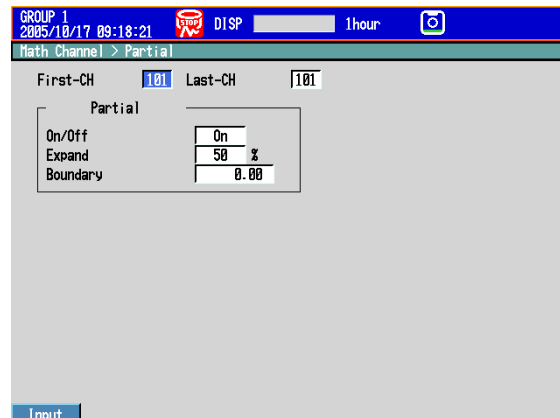 GROUP 1
2005/10/17 09:18:21
STOP
DISP
1hour
Math Channel > Partial
First-CH 101 Last-CH 101
Partial
On/Off On
Expand 50 %
Boundary 0.00
Input